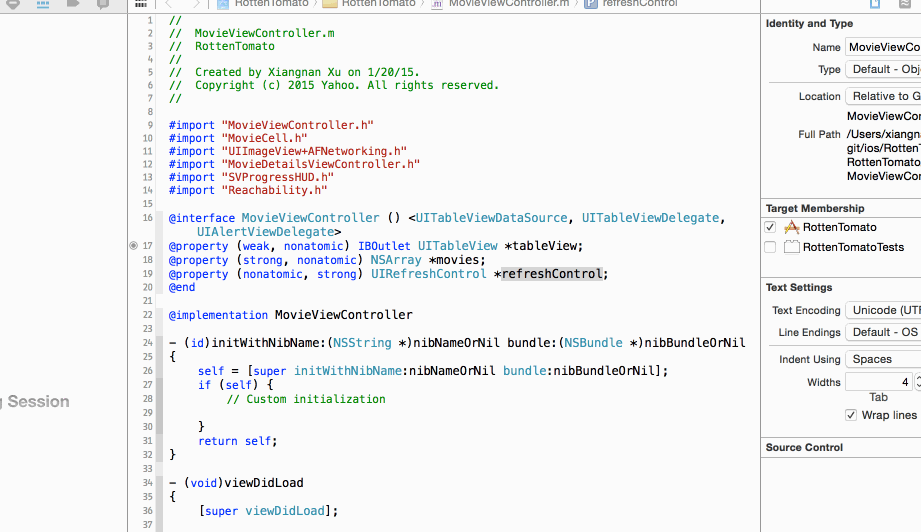 RottenTomato › RottenTomato › MovieViewController.m › P refreshControl
1 //
2 //  MovieViewController.m
3 //  RottenTomato
4 //
5 //  Created by Xiangnan Xu on 1/20/15.
6 //  Copyright (c) 2015 Yahoo. All rights reserved.
7 //
8
9 #import "MovieViewController.h"
10 #import "MovieCell.h"
11 #import "UIImageView+AFNetworking.h"
12 #import "MovieDetailsViewController.h"
13 #import "SVProgressHUD.h"
14 #import "Reachability.h"
15
16 @interface MovieViewController () <UITableViewDataSource, UITableViewDelegate,
UIAlertViewDelegate>
17 @property (weak, nonatomic) IBOutlet UITableView *tableView;
18 @property (strong, nonatomic) NSArray *movies;
19 @property (nonatomic, strong) UIRefreshControl *refreshControl;
20 @end
21
22 @implementation MovieViewController
23
24 - (id)initWithNibName:(NSString *)nibNameOrNil bundle:(NSBundle *)nibBundleOrNil
25 {
26     self = [super initWithNibName:nibNameOrNil bundle:nibBundleOrNil];
27     if (self) {
28         // Custom initialization
29
30     }
31     return self;
32 }
33
34 - (void)viewDidLoad
35 {
36     [super viewDidLoad];
37
g Session
Identity and Type
Name MovieViewCo
Type Default - Obj
Location Relative to G
MovieViewCor
Full Path /Users/xiangna
git/ios/RottenT
RottenTomato
MovieViewCor
Target Membership
RottenTomato
RottenTomatoTests
Text Settings
Text Encoding Unicode (UTF
Line Endings Default - OS
Indent Using Spaces
Widths 4
Tab
Wrap lines
Source Control